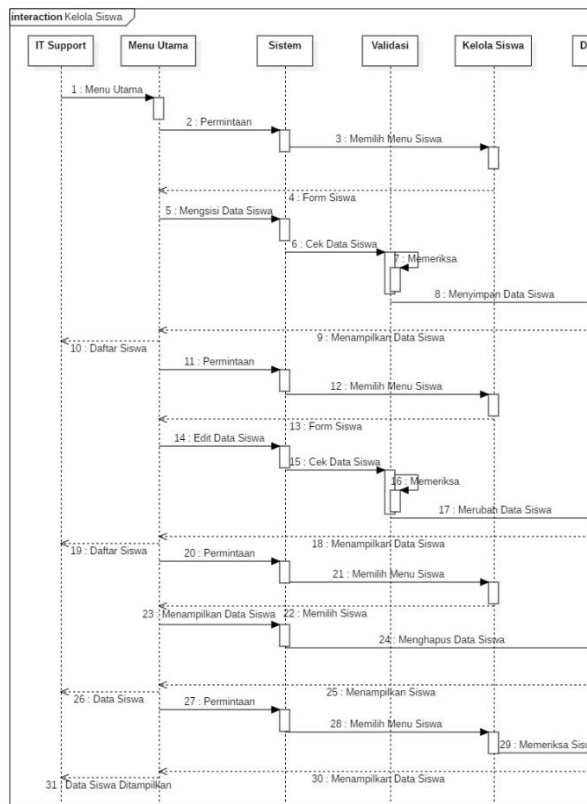 interaction Kelola Siswa
IT Support
Menu Utama
Sistem
Validasi
Kelola Siswa
D
1 : Menu Utama
2 : Permintaan
3 : Memilih Menu Siswa
4 : Form Siswa
5 : Mengsisi Data Siswa
6 : Cek Data Siswa
7 : Memeriksa
8 : Menyimpan Data Siswa
9 : Menampilkan Data Siswa
10 : Daftar Siswa
11 : Permintaan
12 : Memilih Menu Siswa
13 : Form Siswa
14 : Edit Data Siswa
15 : Cek Data Siswa
16 : Memeriksa
17 : Merubah Data Siswa
18 : Menampilkan Data Siswa
19 : Daftar Siswa
20 : Permintaan
21 : Memilih Menu Siswa
22 : Memilih Siswa
23 : Menampilkan Data Siswa
24 : Menghapus Data Siswa
25 : Menampilkan Siswa
26 : Data Siswa
27 : Permintaan
28 : Memilih Menu Siswa
29 : Memeriksa Sis
30 : Menampilkan Data Siswa
31 : Data Siswa Ditampilkan